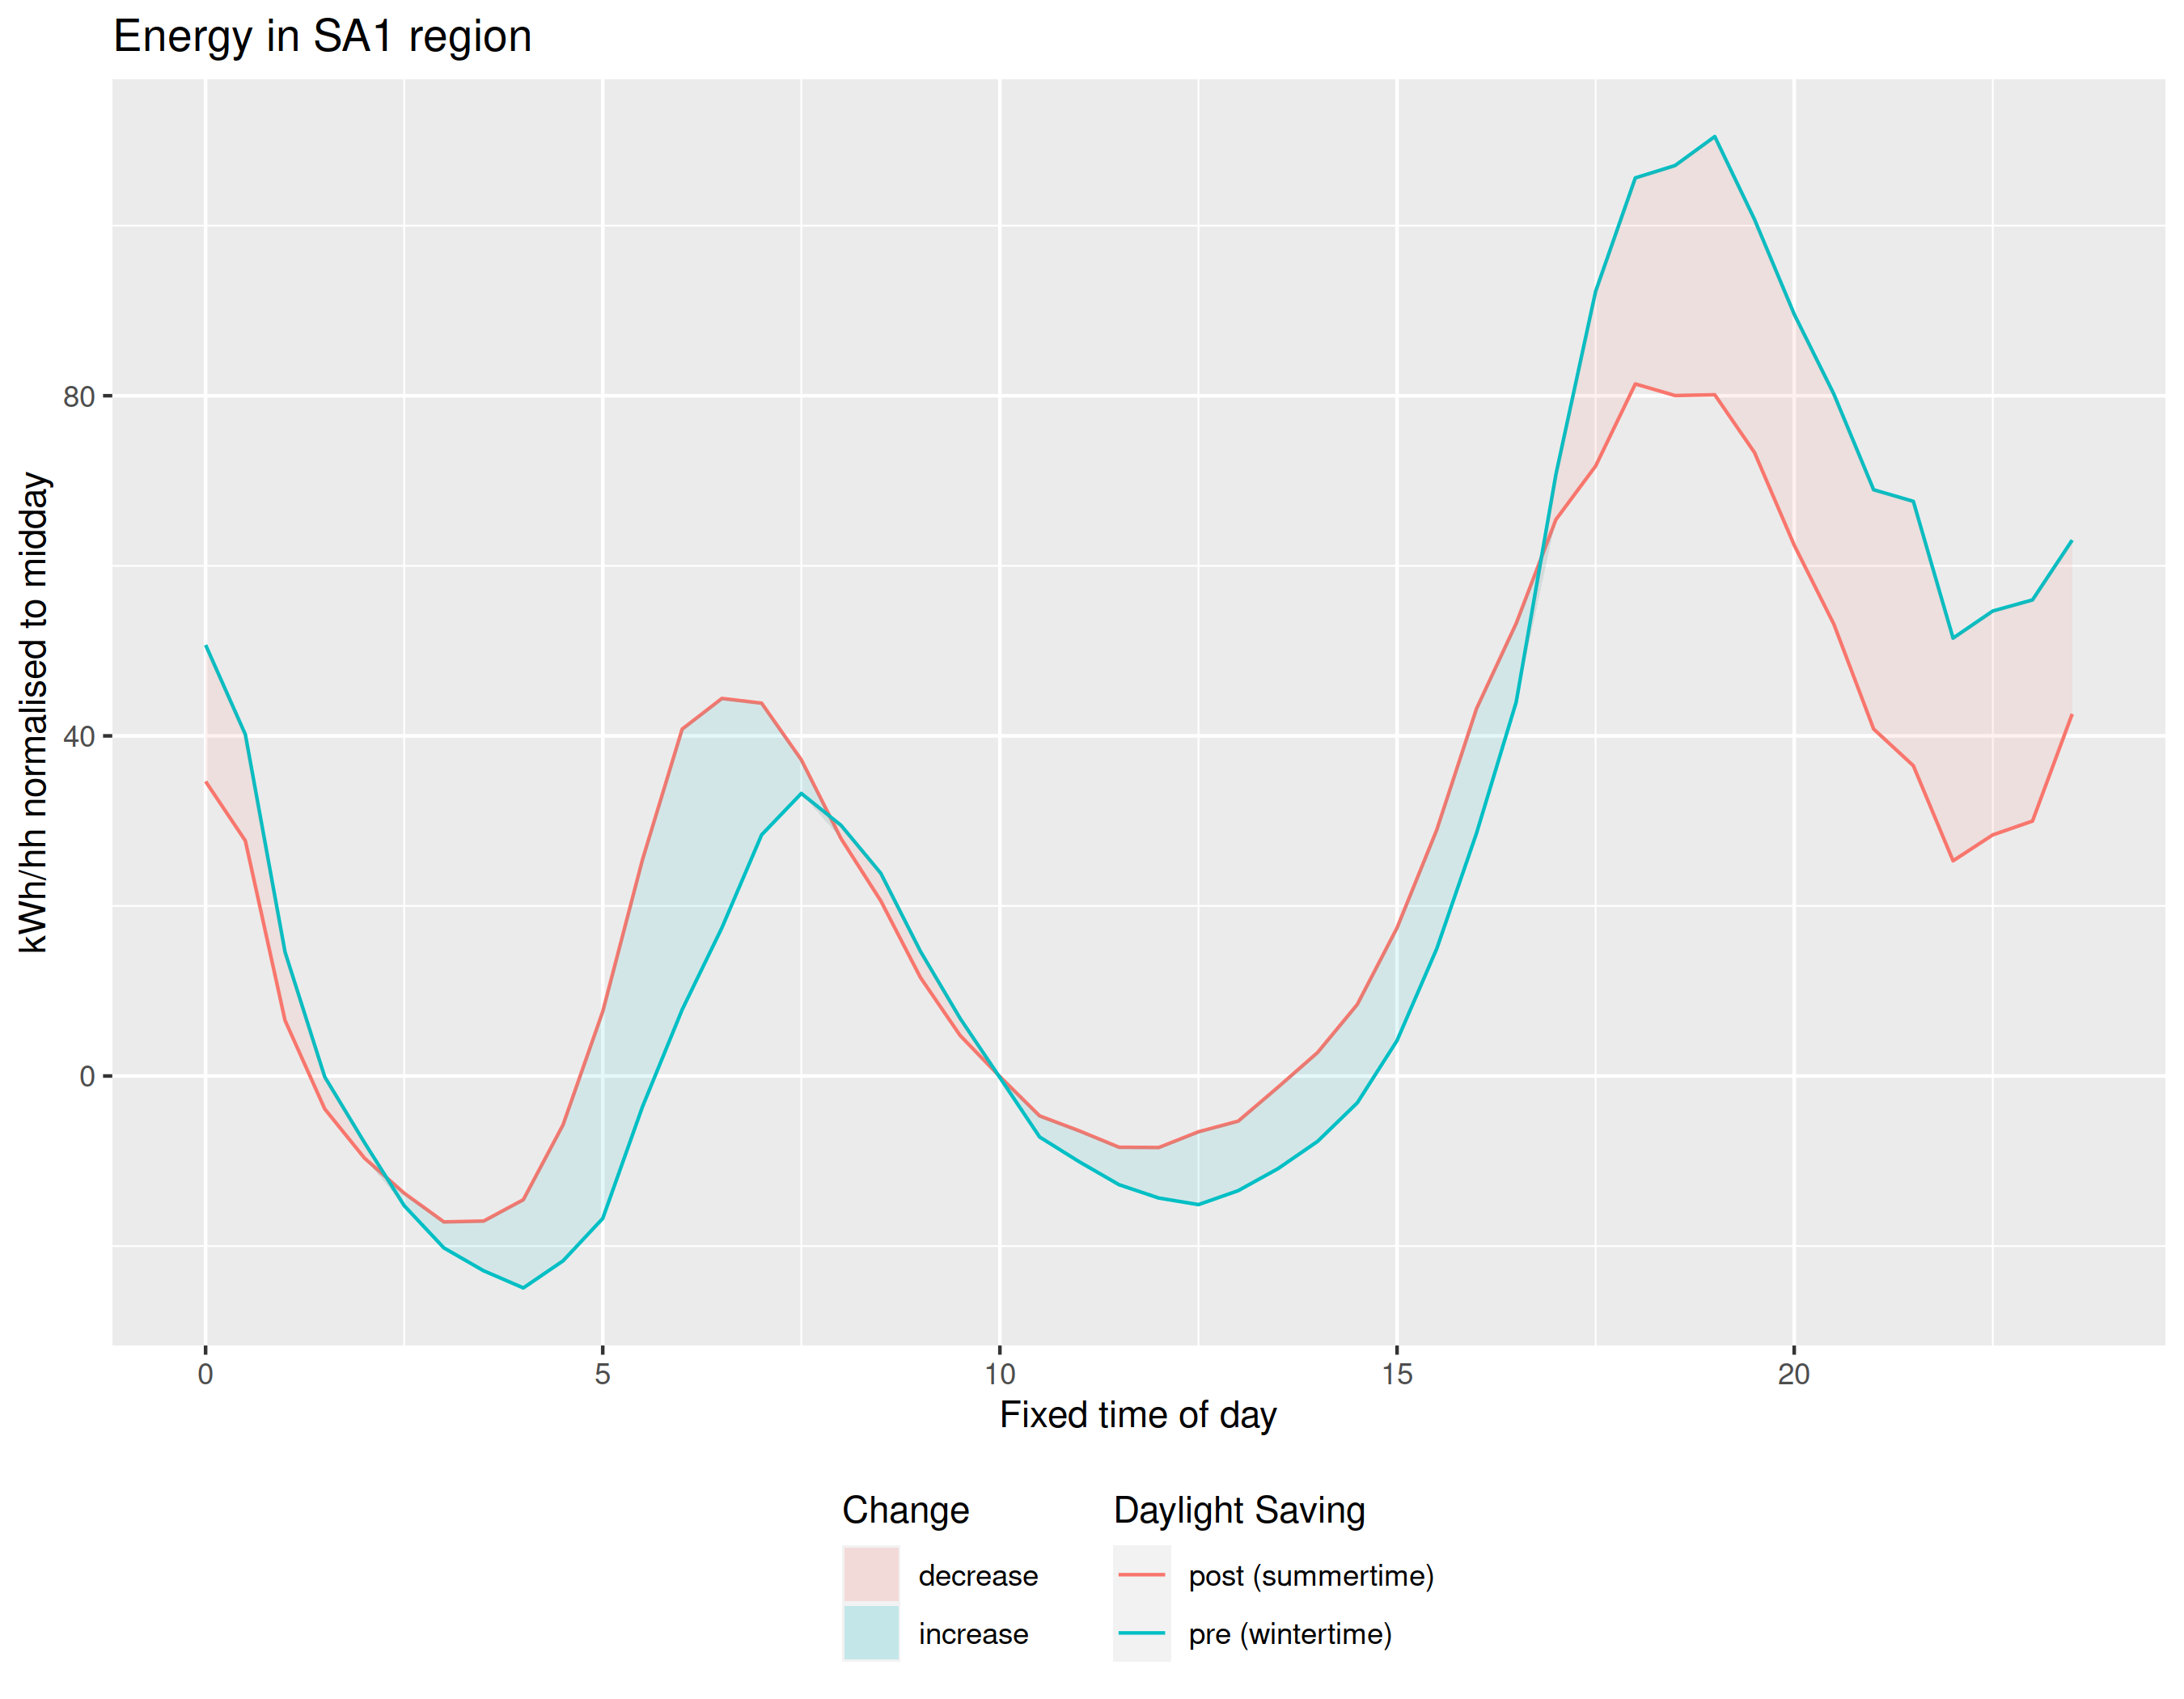 Energy in SA1 region
kWh/hh normalised to midday
80
40
0
0 5 10 15 20
Fixed time of day
Change
decrease
increase
Daylight Saving
post (summertime)
pre (wintertime)